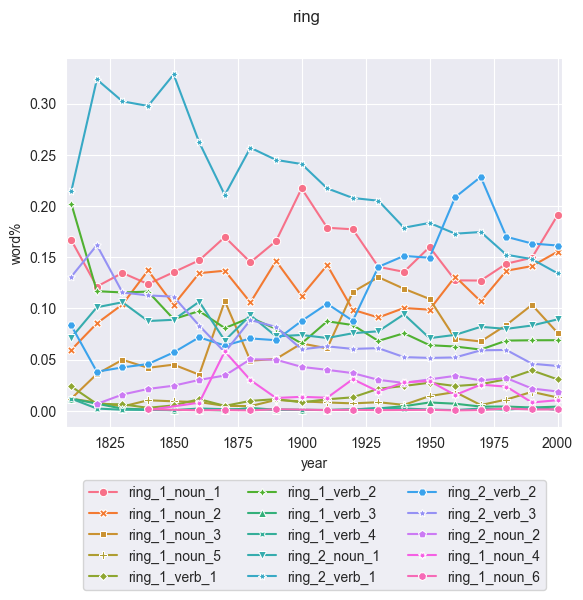 ring
0.30
0.25
0.20
word%
0.15
0.10
0.05
0.00
1825 1850 1875 1900 1925 1950 1975 2000
year
ring_1_noun_1 ring_1_verb_2 ring_2_verb_2
ring_1_noun_2 ring_1_verb_3 ring_2_verb_3
ring_1_noun_3 ring_1_verb_4 ring_2_noun_2
ring_1_noun_5 ring_2_noun_1 ring_1_noun_4
ring_1_verb_1 ring_2_verb_1 ring_1_noun_6